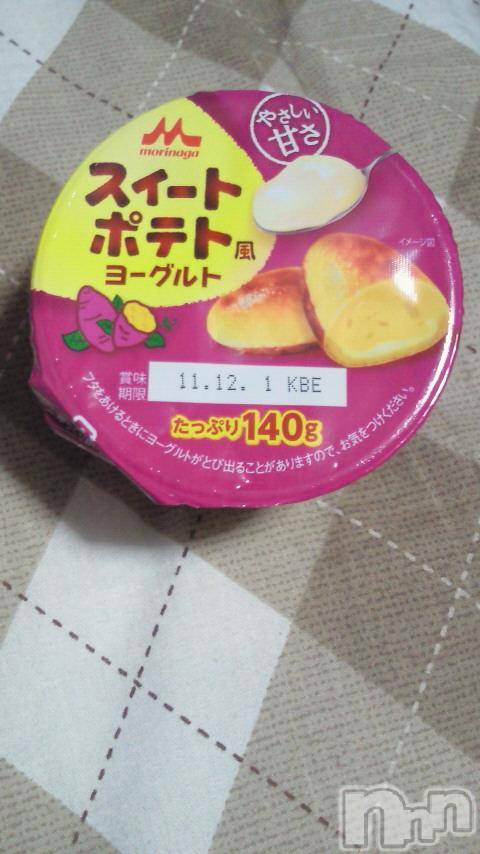 morinaga
やさしい
甘さ
スイート
ポテト風
ヨーグルト
イメージ図
賞味
期限
11.12. 1 KBE
たっぷり140g
フタをあけるときにヨーグルトがとび出ることがありますので、お気をつけください。
nnn